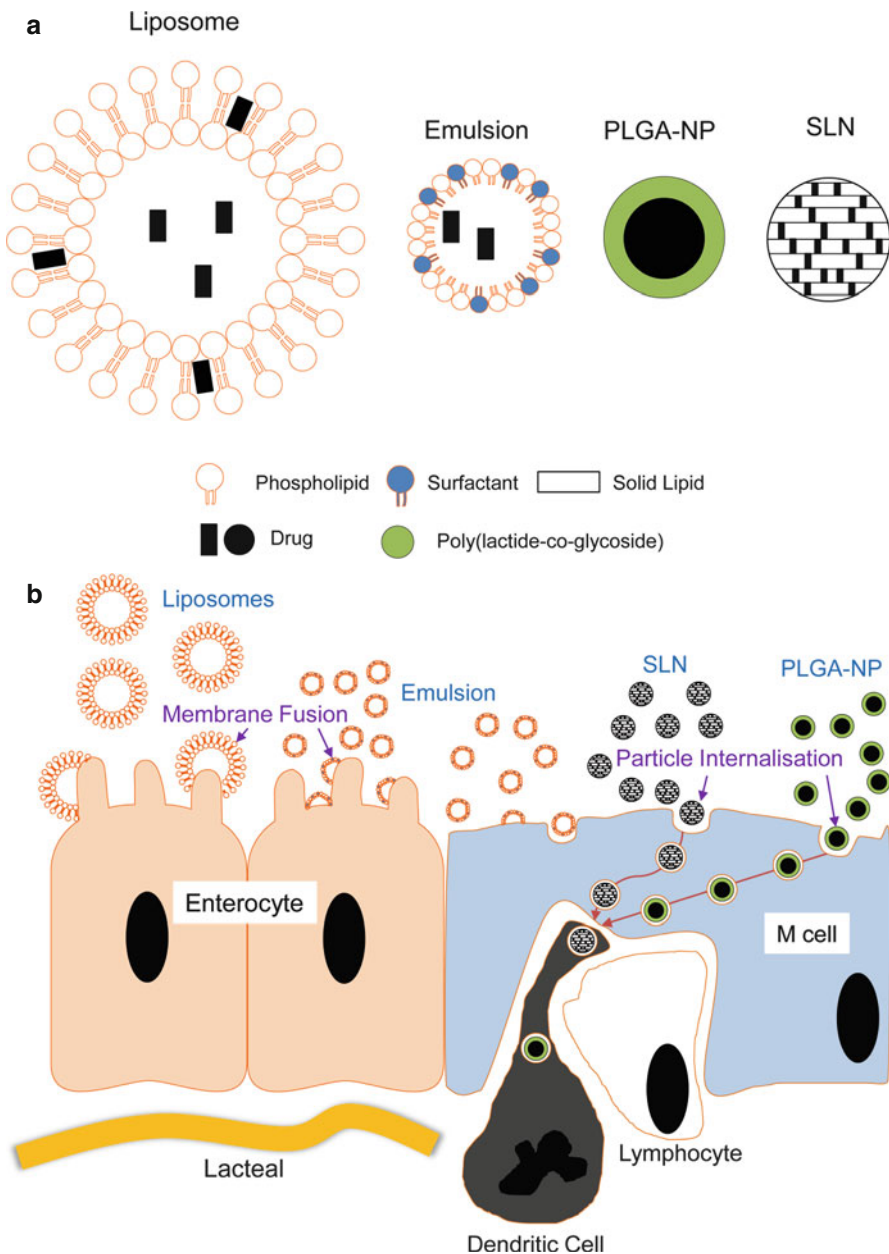 a
Liposome
Emulsion
PLGA-NP
SLN
Phospholipid
Surfactant
Solid Lipid
Drug
Poly(lactide-co-glycoside)
b
Liposomes
Membrane Fusion
Emulsion
SLN
PLGA-NP
Particle Internalisation
Enterocyte
M cell
Lacteal
Lymphocyte
Dendritic Cell